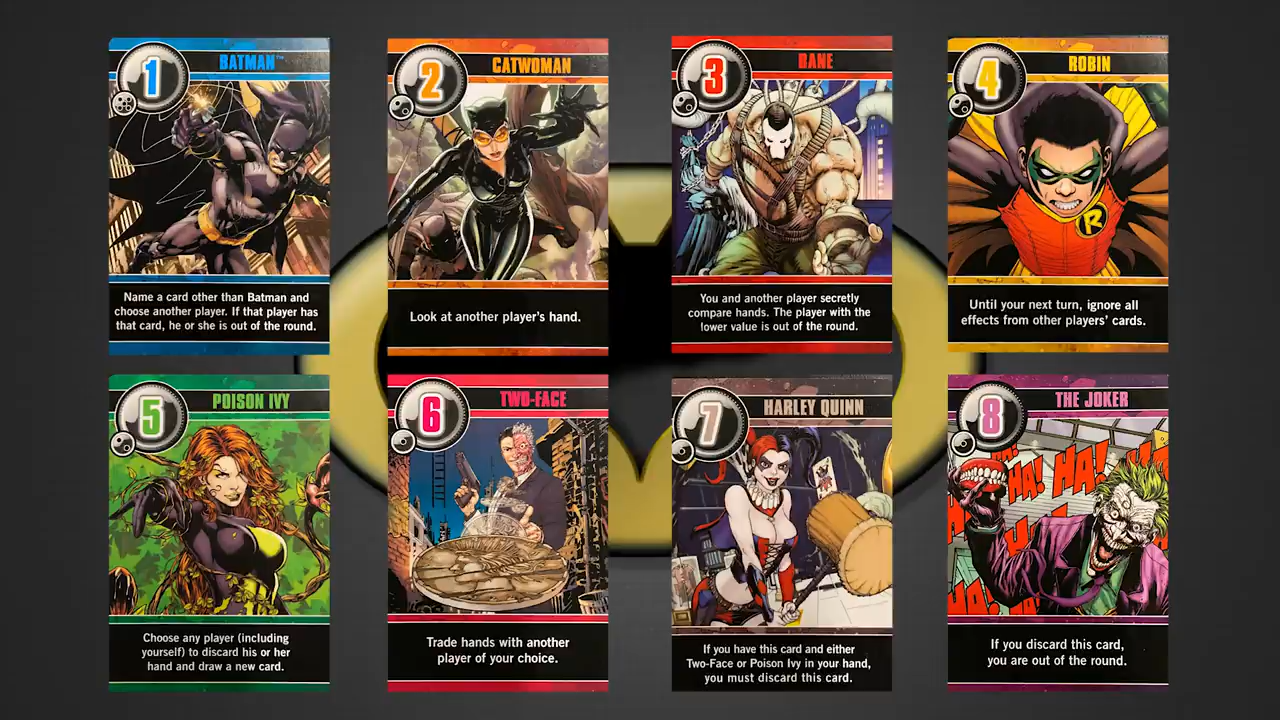 1
BATMAN™
Name a card other than Batman and
choose another player. If that player has
that card, he or she is out of the round.
2
CATWOMAN
Look at another player's hand.
3
BANE
You and another player secretly
compare hands. The player with the
lower value is out of the round.
4
ROBIN
R
Until your next turn, ignore all
effects from other players' cards.
5
POISON IVY
Choose any player (including
yourself) to discard his or her
hand and draw a new card.
6
TWO-FACE
Trade hands with another
player of your choice.
7
HARLEY QUINN
If you have this card and either
Two-Face or Poison Ivy in your hand,
you must discard this card.
8
THE JOKER
HA! HA!
If you discard this card,
you are out of the round.